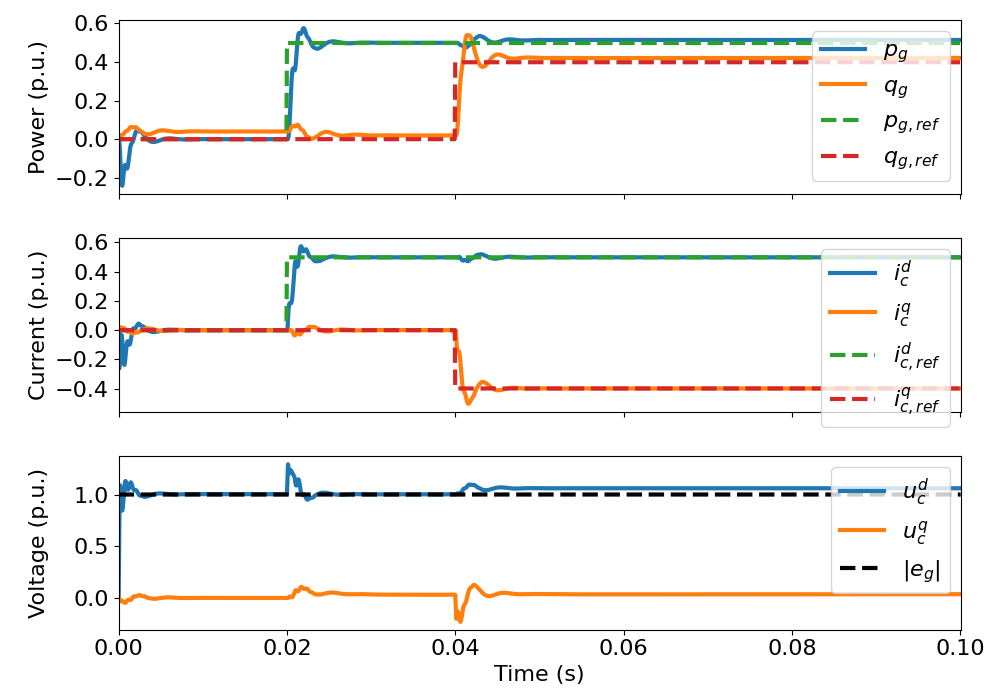 Power (p.u.)
0.6
0.4
0.2
0.0
−0.2
p_g
q_g
p_{g,ref}
q_{g,ref}
Current (p.u.)
0.6
0.4
0.2
0.0
−0.2
−0.4
i_c^d
i_c^q
i_{c,ref}^d
i_{c,ref}^q
Voltage (p.u.)
1.0
0.5
0.0
u_c^d
u_c^q
|e_g|
0.00 0.02 0.04 0.06 0.08 0.10
Time (s)